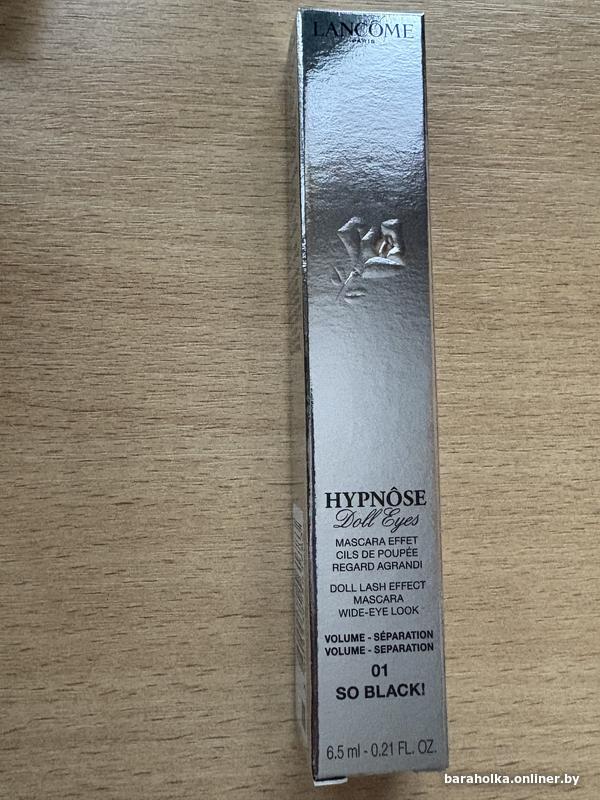 LANCÔME
PARIS
HYPNÔSE
Doll Eyes
MASCARA EFFET
CILS DE POUPÉE
REGARD AGRANDI
DOLL LASH EFFECT
MASCARA
WIDE-EYE LOOK
VOLUME - SÉPARATION
VOLUME - SEPARATION
01
SO BLACK!
6.5 ml - 0.21 FL. OZ.
baraholka.onliner.by